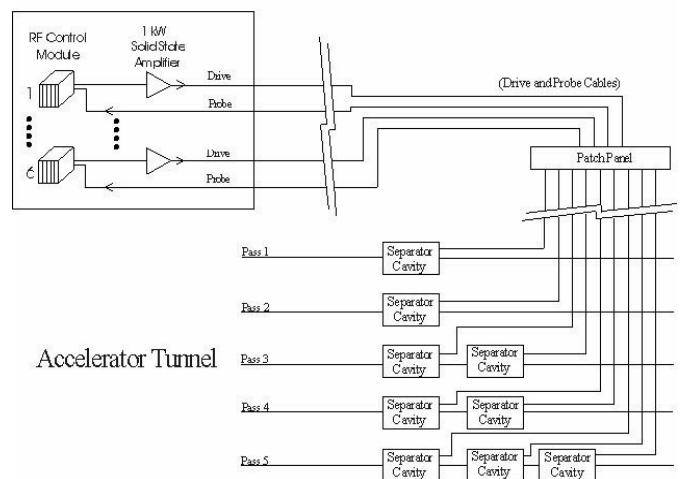 RF Control
Module
1 kW
Solid State
Amplifier
Drive
Probe
1
(Drive and Probe Cables)
Drive
Probe
6
Patch Panel
Pass 1
Separator
Cavity
Pass 2
Separator
Cavity
Accelerator Tunnel
Pass 3
Separator
Cavity
Separator
Cavity
Pass 4
Separator
Cavity
Separator
Cavity
Pass 5
Separator
Cavity
Separator
Cavity
Separator
Cavity